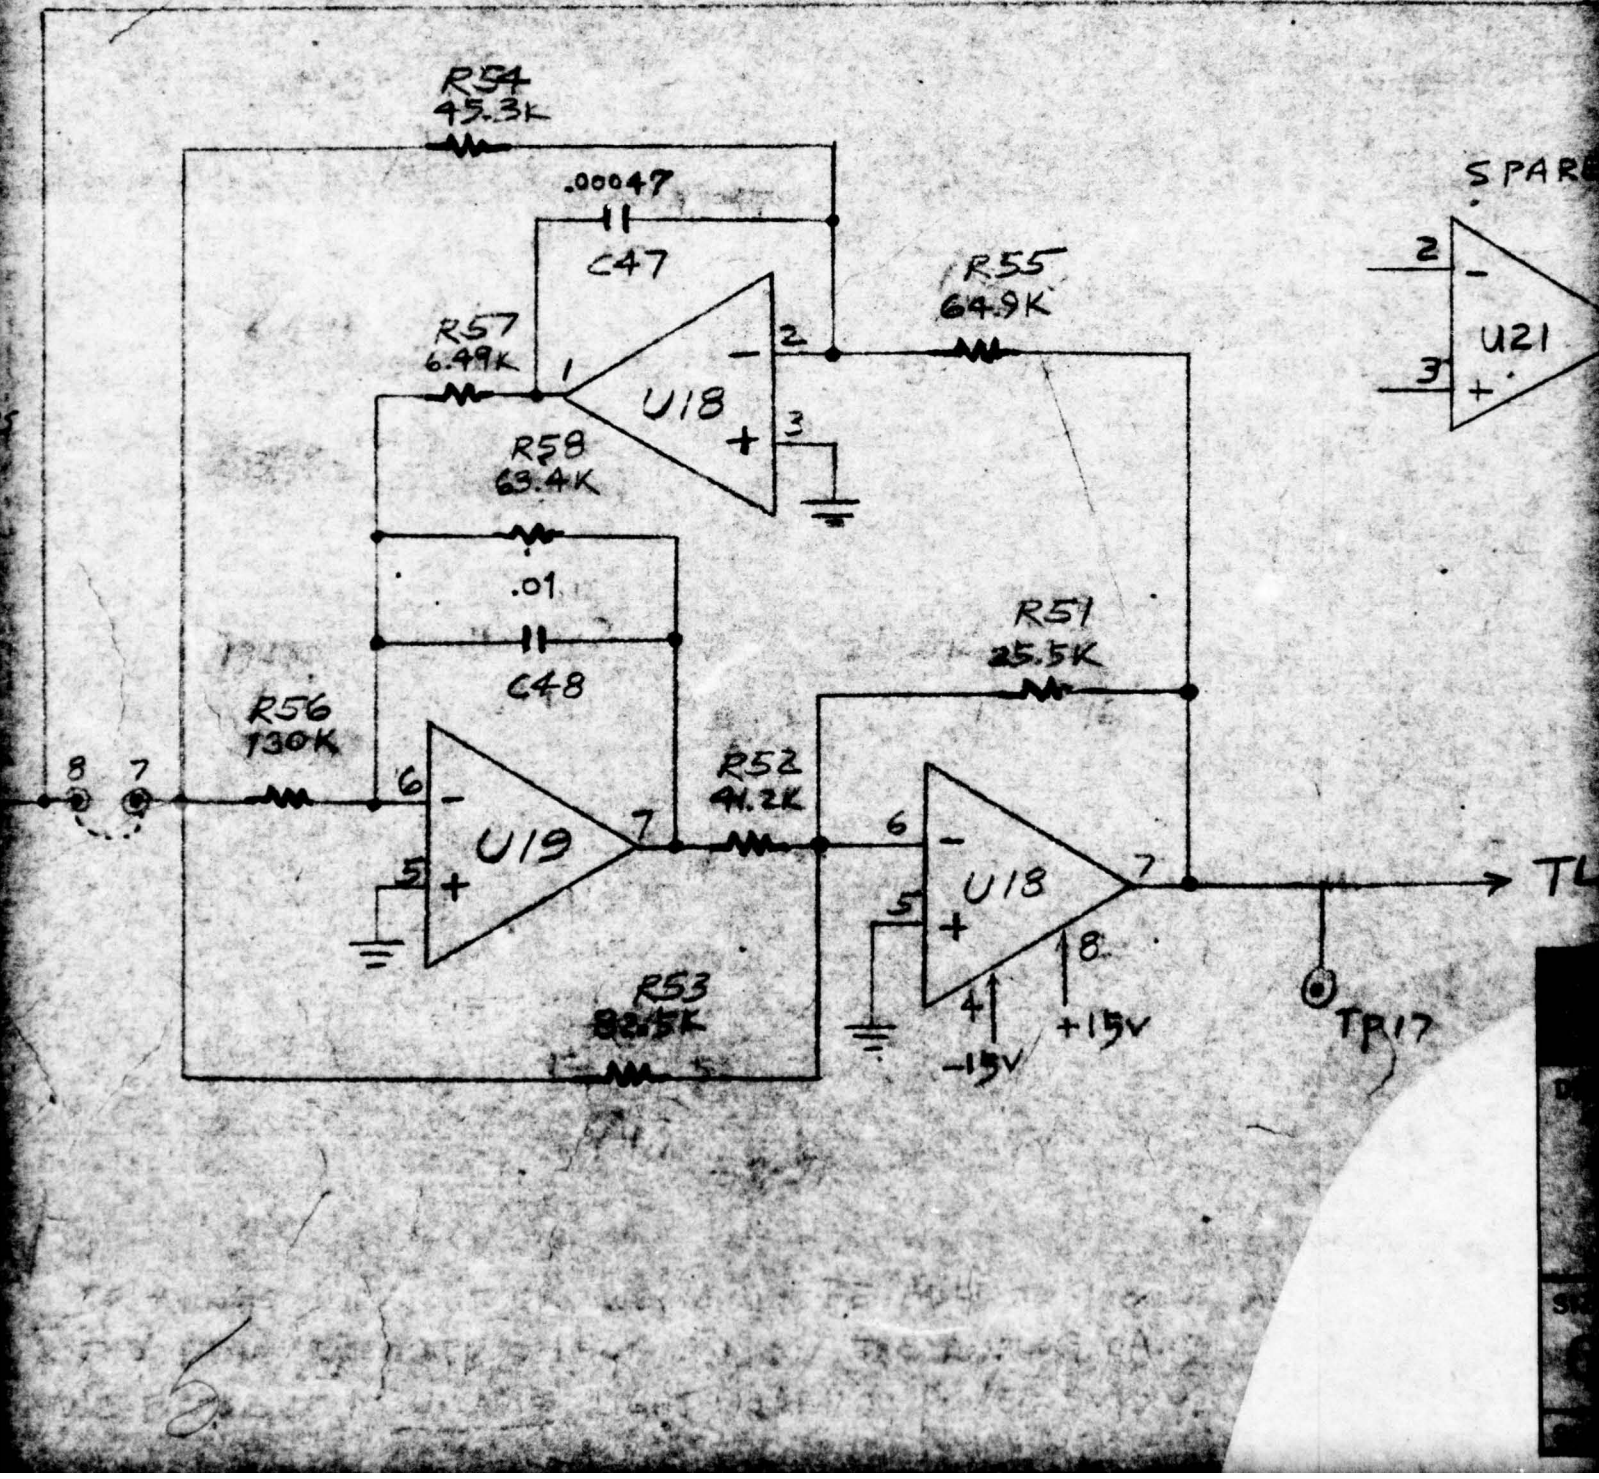 R54
45.3K
.00047
C47
SPARE
2
-
U21
3
+
R55
64.9K
R57
6.49K
1
2
-
U18
3
+
R58
63.4K
.01
C48
R51
25.5K
R56
130K
8
7
6
-
U19
7
5
+
R52
41.2K
6
-
U18
7
5
+
8
4
+15V
-15V
TL
TP17
R53
82.5K